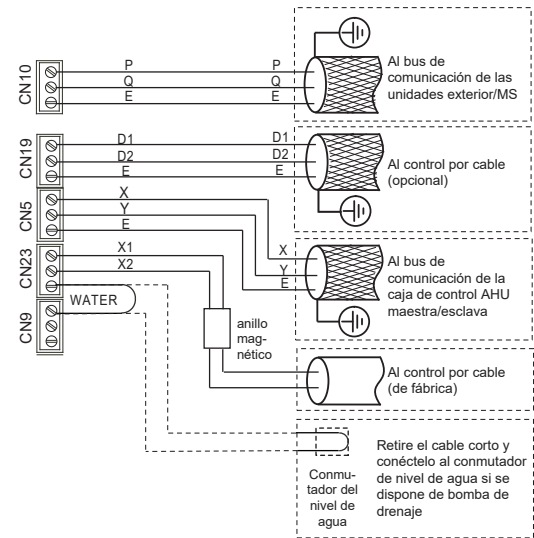 CN10
P
P
Q
Q
E
E
Al bus de
comunicación de las
unidades exterior/MS
CN19
D1
D1
D2
D2
E
E
Al control por cable
(opcional)
CN5
X
Y
E
X
Y
E
Al bus de
comunicación de la
caja de control AHU
maestra/esclava
CN23
X1
X2
WATER
CN9
anillo
mag-
nético
Al control por cable
(de fábrica)
Conmu-
tador del
nivel de
agua
Retire el cable corto y
conéctelo al conmutador
de nivel de agua si se
dispone de bomba de
drenaje